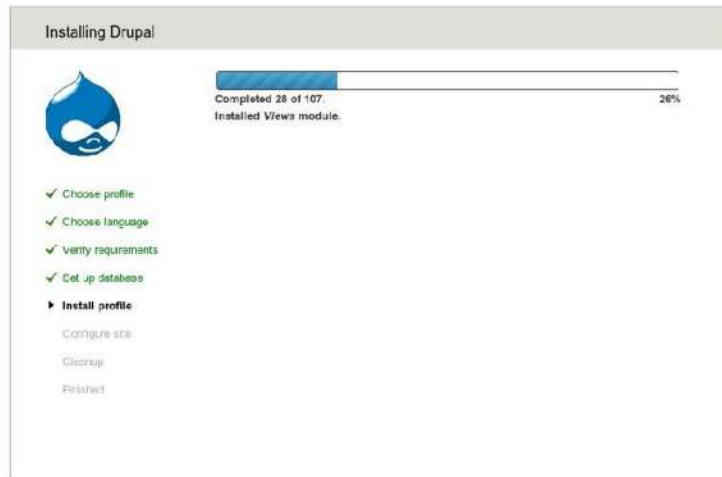 Installing Drupal
Completed 28 of 107.
26%
Installed Views module.
Choose profile
Choose language
Verify requirements
Set up database
Install profile
Configure site
Cleanup
Finished